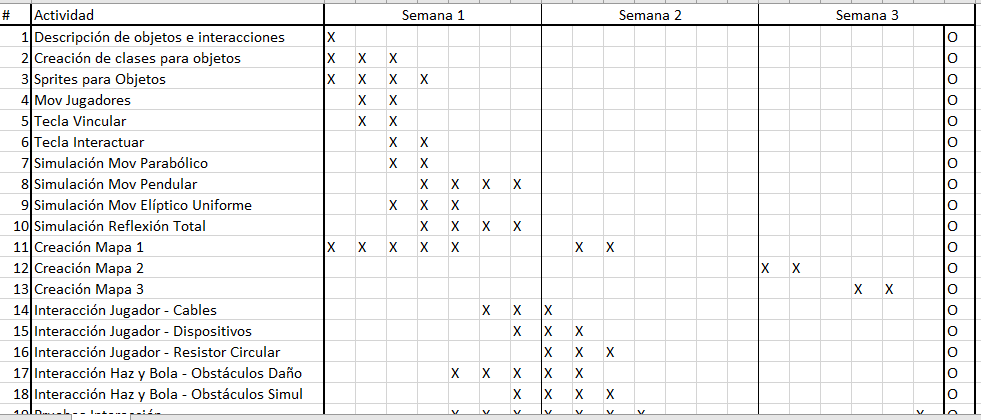 # Actividad Semana 1 Semana 2 Semana 3
1 Descripción de objetos e interacciones X O
2 Creación de clases para objetos X X X O
3 Sprites para Objetos X X X X O
4 Mov Jugadores X X O
5 Tecla Vincular X X O
6 Tecla Interactuar X X O
7 Simulación Mov Parabólico X X O
8 Simulación Mov Pendular X X X X O
9 Simulación Mov Elíptico Uniforme X X X O
10 Simulación Reflexión Total X X X X O
11 Creación Mapa 1 X X X X X X X O
12 Creación Mapa 2 X X O
13 Creación Mapa 3 X X O
14 Interacción Jugador - Cables X X X O
15 Interacción Jugador - Dispositivos X X X O
16 Interacción Jugador - Resistor Circular X X X O
17 Interacción Haz y Bola - Obstáculos Daño X X X X X O
18 Interacción Haz y Bola - Obstáculos Simul X X X X O
19 Pruebas Interacción X X X X X X X X O